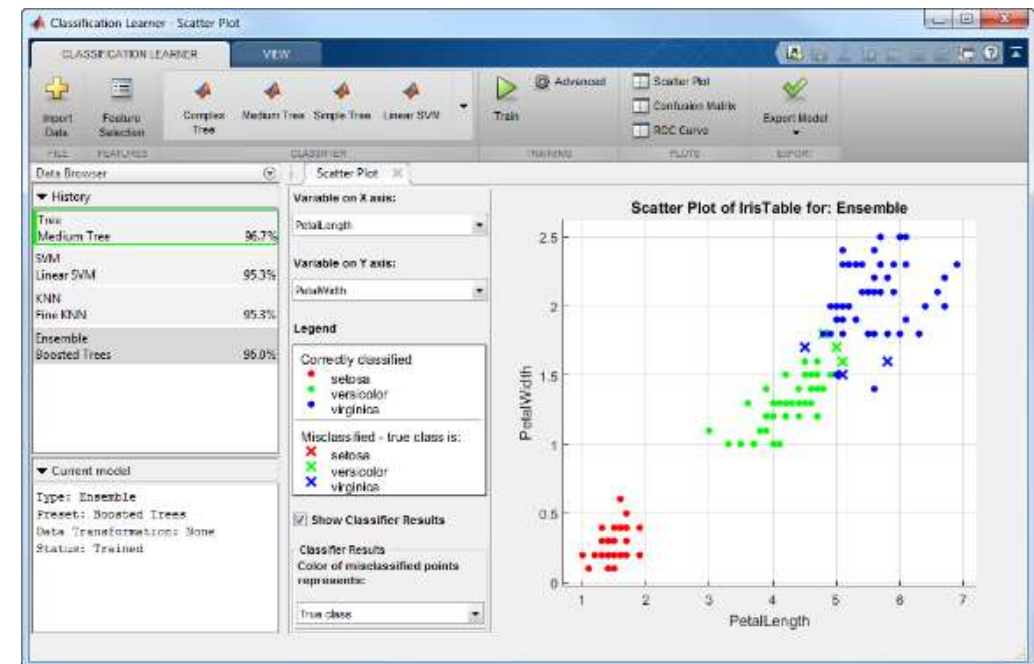 Classification Learner - Scatter Plot
CLASSIFICATION LEARNER VIEW
Import Data
Feature Selection
Complex Tree
Medium Tree
Simple Tree
Linear SVM
Train
Advanced
Scatter Plot
Confusion Matrix
ROC Curve
Export Model
FILE FEATURES CLASSIFIER TRAINING PLOTS EXPORT
Data Browser
History
Tree
Medium Tree 96.7%
SVM
Linear SVM 95.3%
KNN
Fine KNN 95.3%
Ensemble
Boosted Trees 96.0%
Current model
Type: Ensemble
Preset: Boosted Trees
Data Transformation: None
Status: Trained
Scatter Plot
Variable on X axis:
PetalLength
Variable on Y axis:
PetalWidth
Legend
Correctly classified
setosa
versicolor
virginica
Misclassified - true class is:
setosa
versicolor
virginica
Show Classifier Results
Classifier Results
Color of misclassified points
represents:
True class
Scatter Plot of IrisTable for: Ensemble
PetalWidth
2.5
2
1.5
1
0.5
0
1 2 3 4 5 6 7
PetalLength